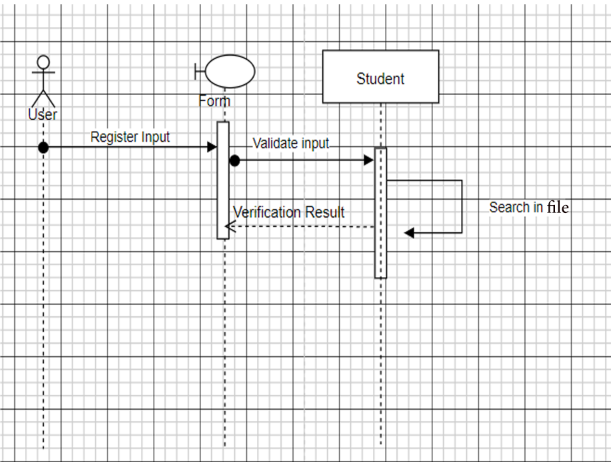 Student
Form
User
Register Input
Validate input
Search in file
Verification Result